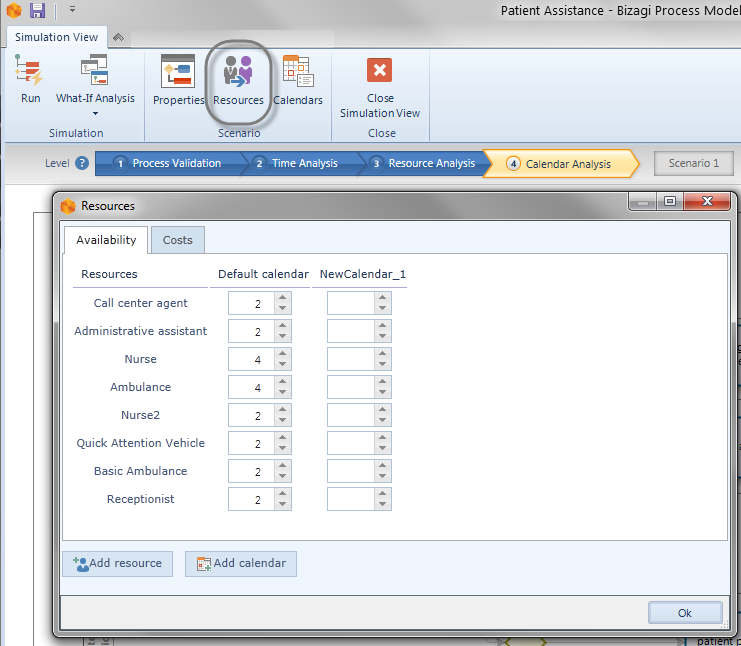 Patient Assistance - Bizagi Process Model
Simulation View
Run
What-If Analysis
Simulation
Properties
Resources
Calendars
Scenario
Close
Simulation View
Close
Level ?
1 Process Validation
2 Time Analysis
3 Resource Analysis
4 Calendar Analysis
Scenario 1
Resources
Availability
Costs
Resources Default calendar NewCalendar_1
Call center agent 2
Administrative assistant 2
Nurse 4
Ambulance 4
Nurse2 2
Quick Attention Vehicle 2
Basic Ambulance 2
Receptionist 2
Add resource
Add calendar
Ok
patient p